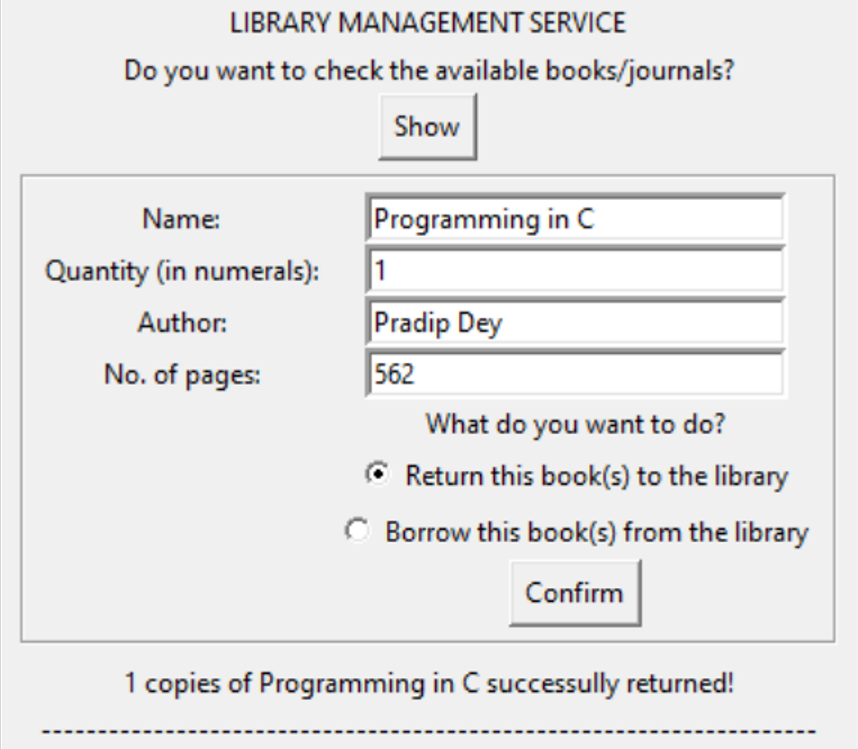 LIBRARY MANAGEMENT SERVICE
Do you want to check the available books/journals?
Show
Name: Programming in C
Quantity (in numerals): 1
Author: Pradip Dey
No. of pages: 562
What do you want to do?
Return this book(s) to the library
Borrow this book(s) from the library
Confirm
1 copies of Programming in C successully returned!
----------------------------------------------------------------------